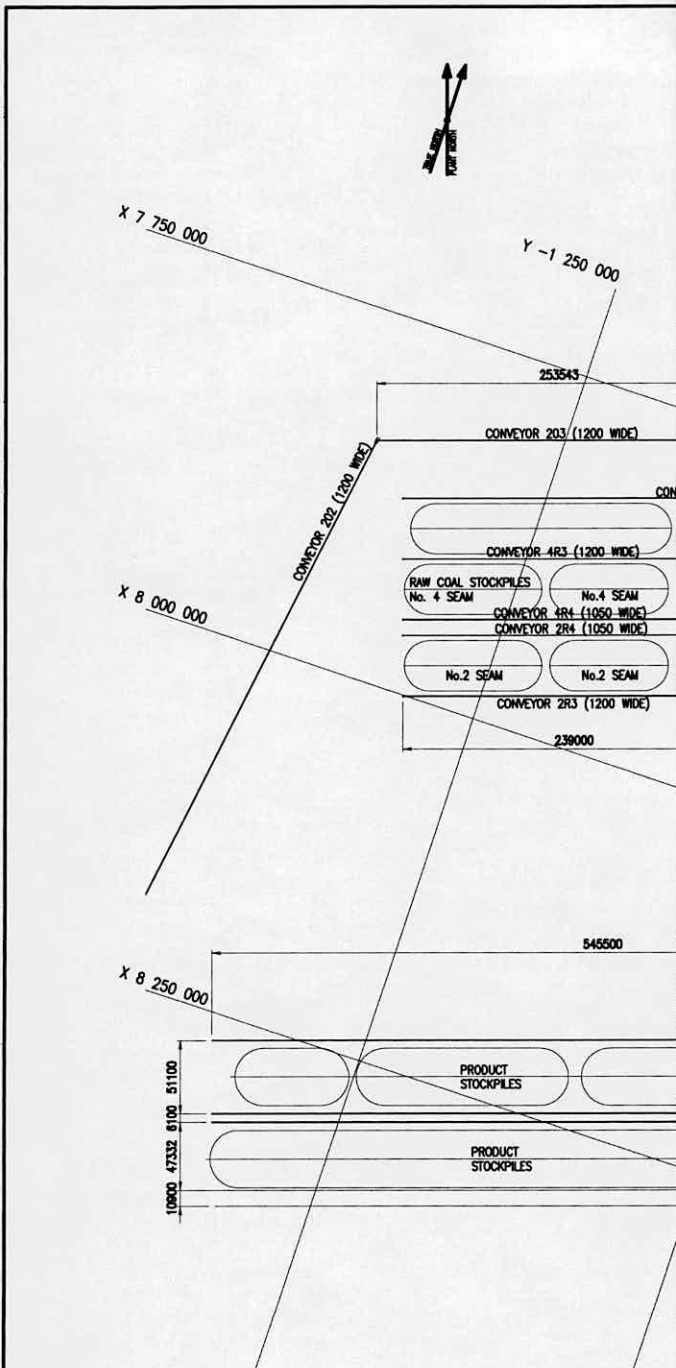 TRUE NORTH
PLANT NORTH
X 7 750 000
Y -1 250 000
253543
CONVEYOR 203 (1200 WIDE)
CONVEYOR 202 (1200 WIDE)
CON
CONVEYOR 4R3 (1200 WIDE)
RAW COAL STOCKPILES
No. 4 SEAM
No.4 SEAM
X 8 000 000
CONVEYOR 4R4 (1050 WIDE)
CONVEYOR 2R4 (1050 WIDE)
No.2 SEAM
No.2 SEAM
CONVEYOR 2R3 (1200 WIDE)
239000
545500
X 8 250 000
51100
PRODUCT
STOCKPILES
6100
47332
PRODUCT
STOCKPILES
10900